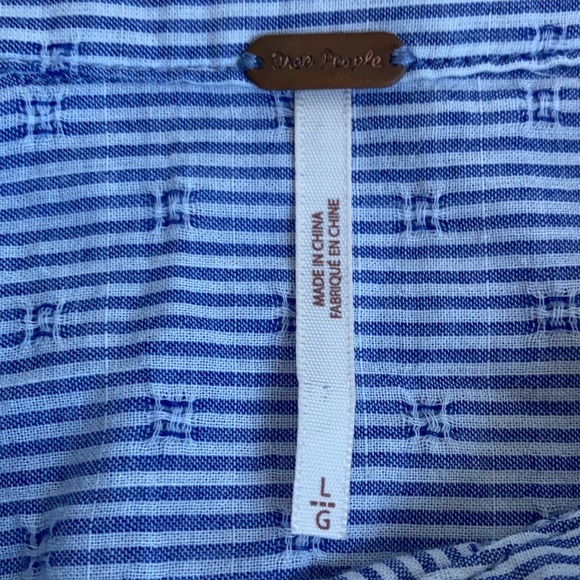 Free People
MADE IN CHINA
FABRIQUÉ EN CHINE
L
G